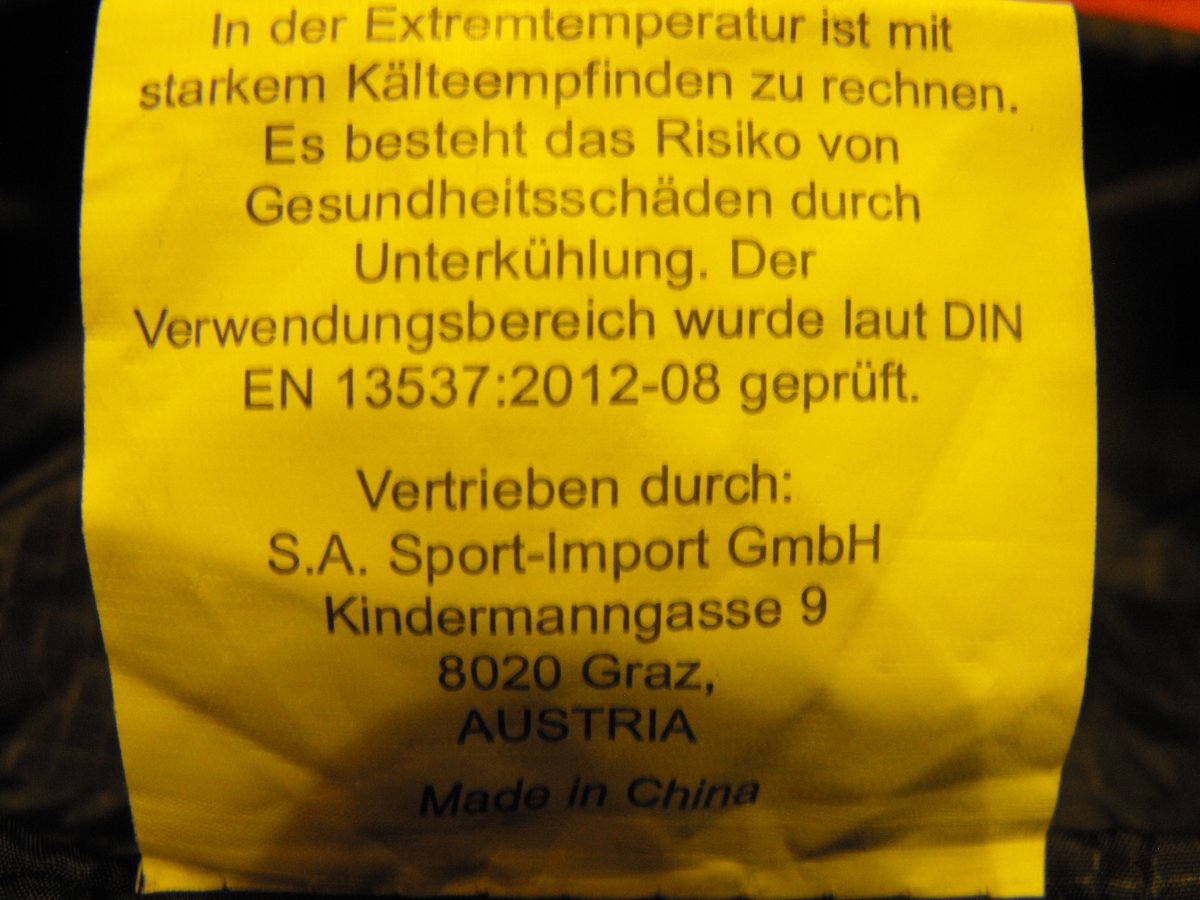 In der Extremtemperatur ist mit
starkem Kälteempfinden zu rechnen.
Es besteht das Risiko von
Gesundheitsschäden durch
Unterkühlung. Der
Verwendungsbereich wurde laut DIN
EN 13537:2012-08 geprüft.
Vertrieben durch:
S.A. Sport-Import GmbH
Kindermanngasse 9
8020 Graz,
AUSTRIA
Made in China